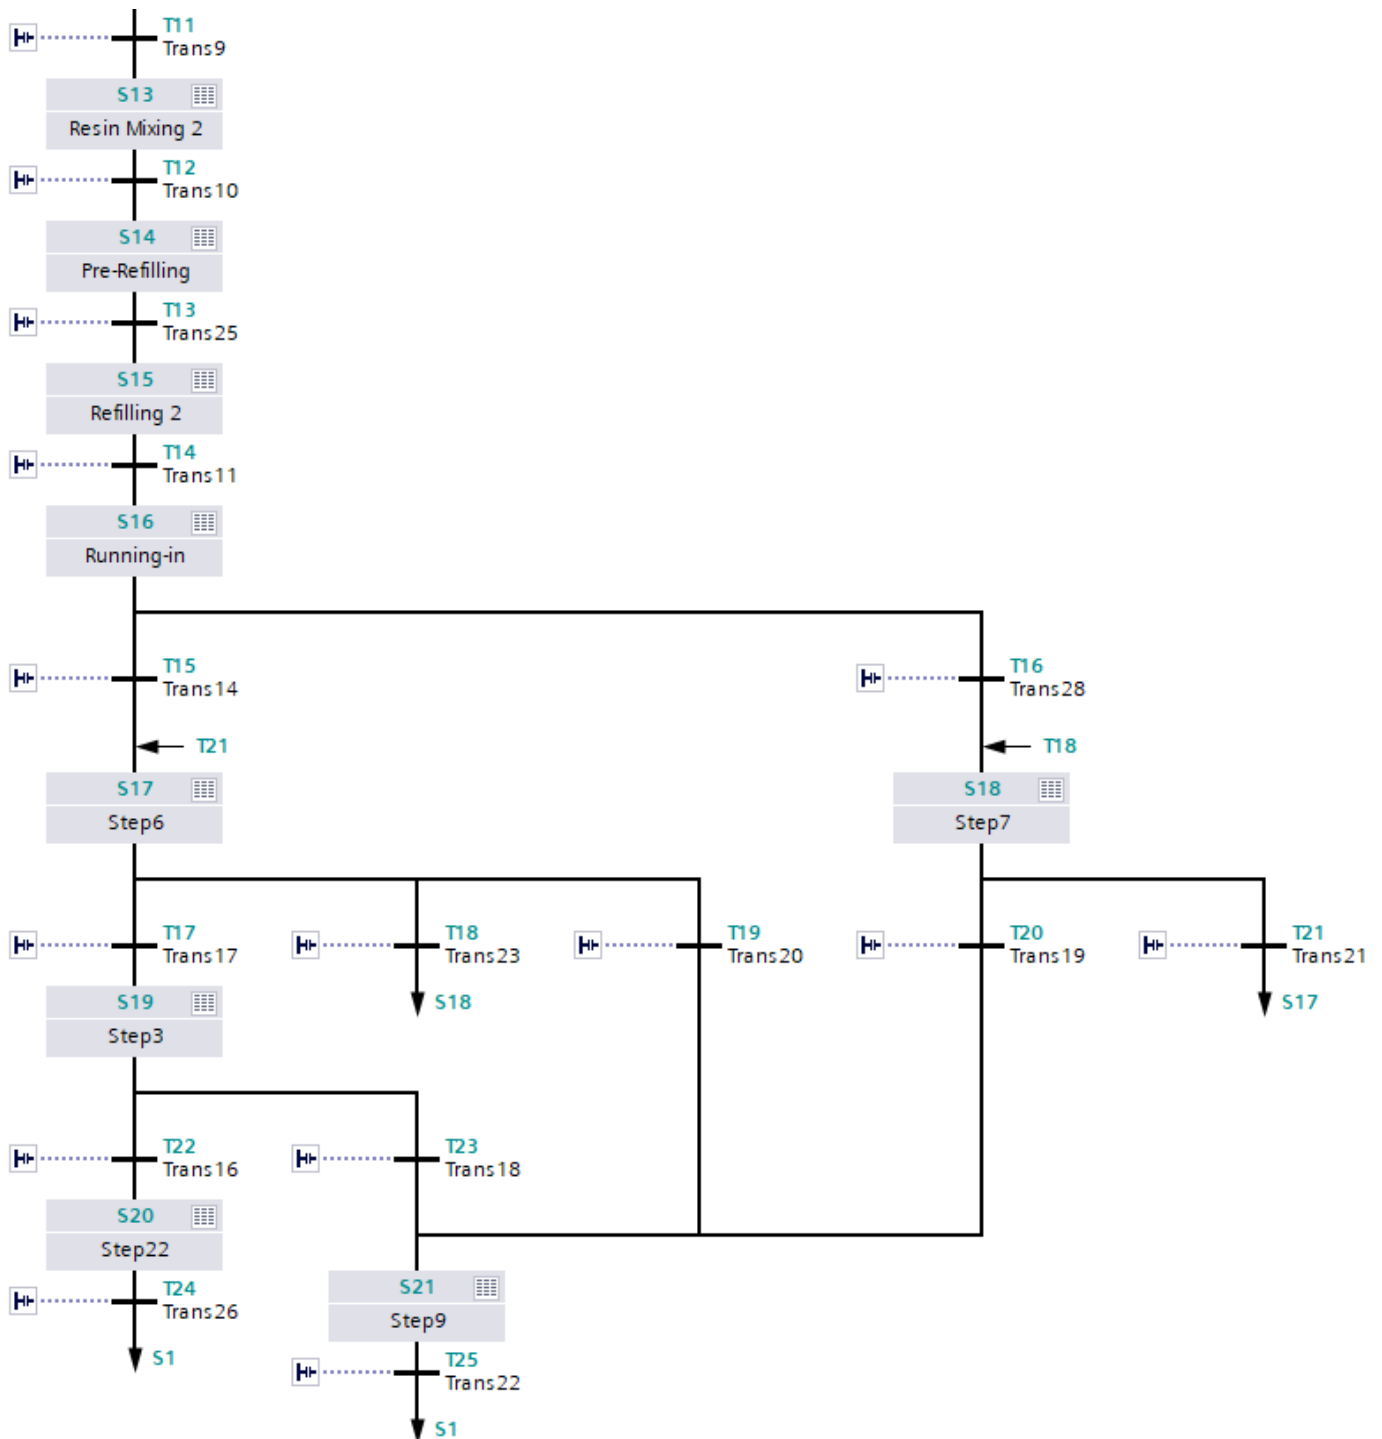 T11
Trans9
S13
Resin Mixing 2
T12
Trans10
S14
Pre-Refilling
T13
Trans25
S15
Refilling 2
T14
Trans11
S16
Running-in
T15
Trans14
T16
Trans28
T21
T18
S17
Step6
S18
Step7
T17
Trans17
T18
Trans23
T19
Trans20
T20
Trans19
T21
Trans21
S19
Step3
S18
S17
T22
Trans16
T23
Trans18
S20
Step22
S21
Step9
T24
Trans26
S1
T25
Trans22
S1